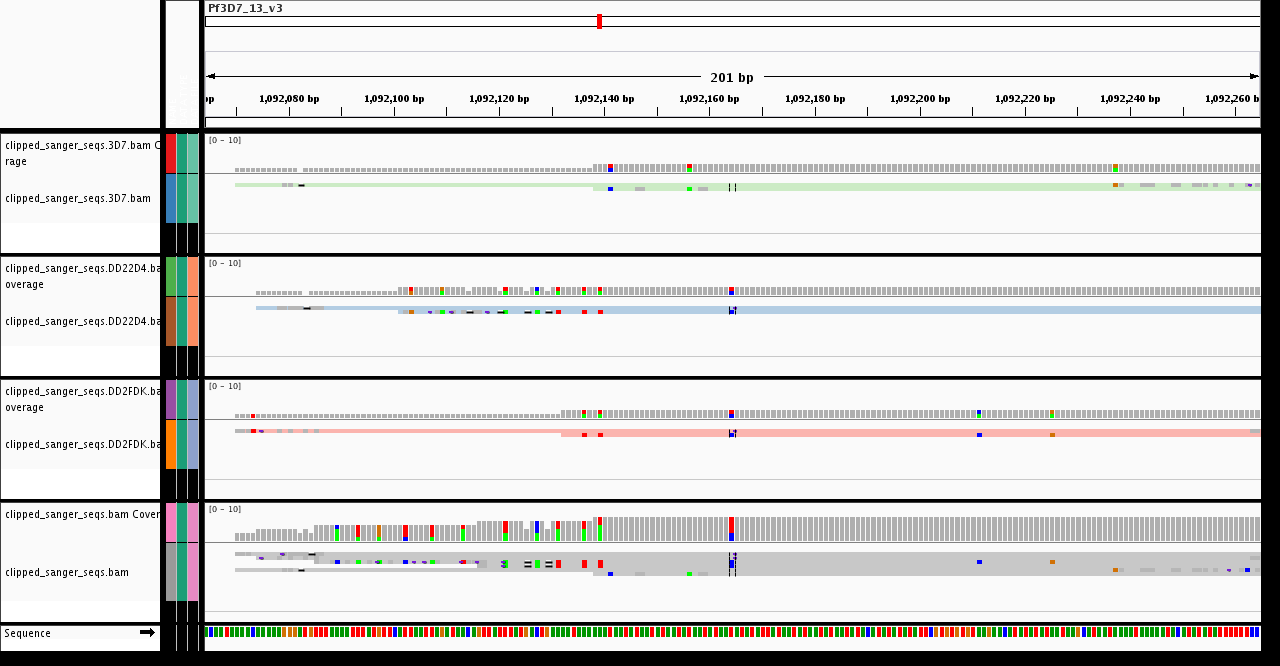 Pf3D7_13_v3
201 bp
bp 1,092,080 bp 1,092,100 bp 1,092,120 bp 1,092,140 bp 1,092,160 bp 1,092,180 bp 1,092,200 bp 1,092,220 bp 1,092,240 bp 1,092,260 b
[0 - 10]
clipped_sanger_seqs.3D7.bam C
rage
clipped_sanger_seqs.3D7.bam
[0 - 10]
clipped_sanger_seqs.DD22D4.ba
overage
clipped_sanger_seqs.DD22D4.ba
[0 - 10]
clipped_sanger_seqs.DD2FDK.ba
overage
clipped_sanger_seqs.DD2FDK.ba
[0 - 10]
clipped_sanger_seqs.bam Cover
clipped_sanger_seqs.bam
Sequence